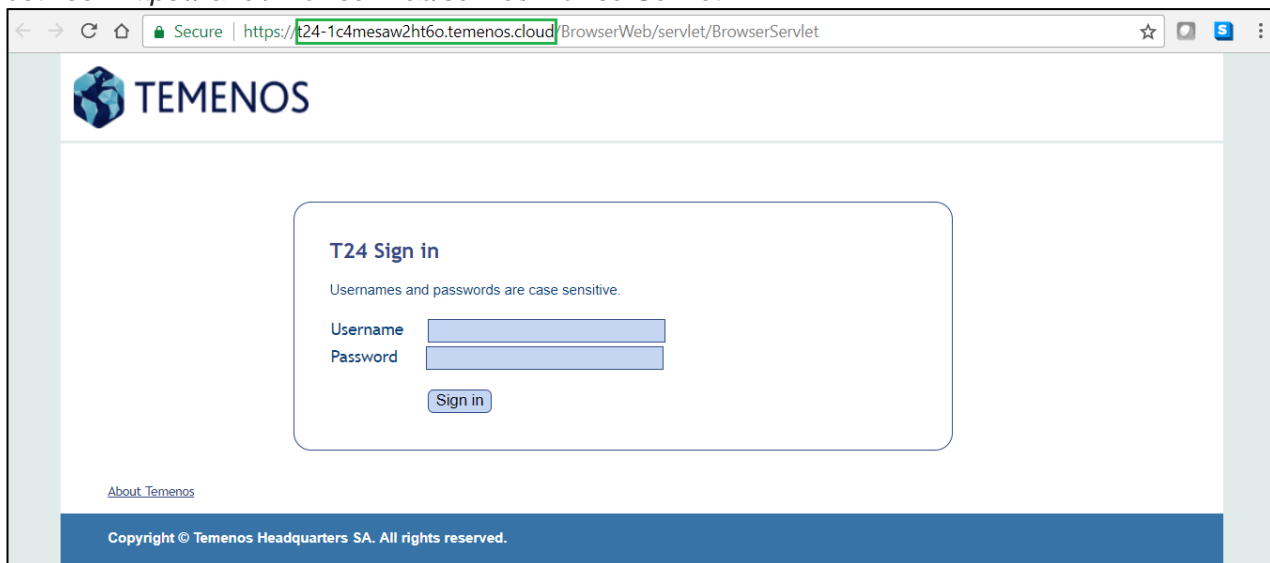 Secure | https://t24-1c4mesaw2ht6o.temenos.cloud/BrowserWeb/servlet/BrowserServlet
S
TEMENOS
T24 Sign in
Usernames and passwords are case sensitive.
Username
Password
Sign in
About Temenos
Copyright © Temenos Headquarters SA. All rights reserved.